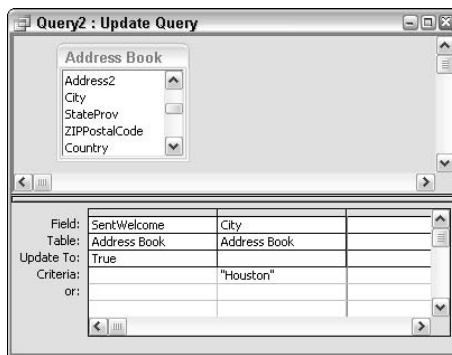 Query2 : Update Query
Address Book
Address2
City
StateProv
ZIPPostalCode
Country
Field: SentWelcome City
Table: Address Book Address Book
Update To: True
Criteria: "Houston"
or: